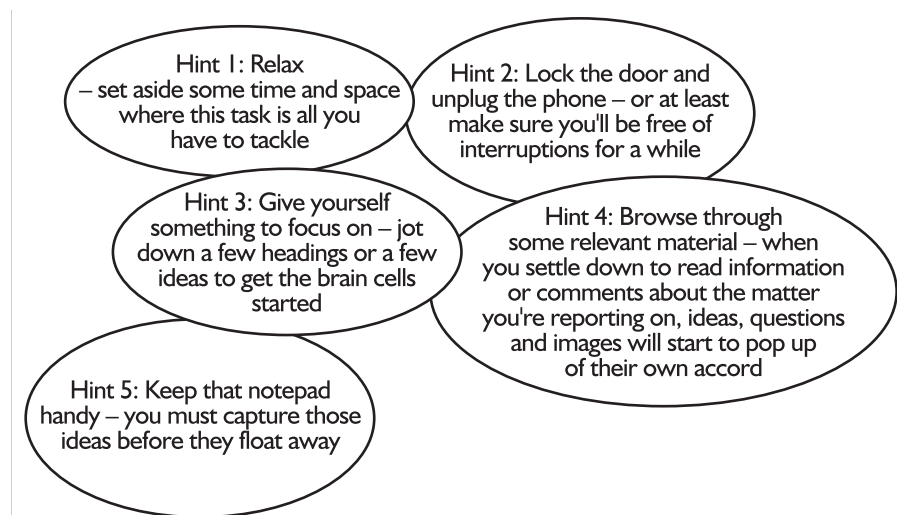 Hint 1: Relax
– set aside some time and space
where this task is all you
have to tackle
Hint 2: Lock the door and
unplug the phone – or at least
make sure you'll be free of
interruptions for a while
Hint 3: Give yourself
something to focus on – jot
down a few headings or a few
ideas to get the brain cells
started
Hint 4: Browse through
some relevant material – when
you settle down to read information
or comments about the matter
you're reporting on, ideas, questions
and images will start to pop up
of their own accord
Hint 5: Keep that notepad
handy – you must capture those
ideas before they float away